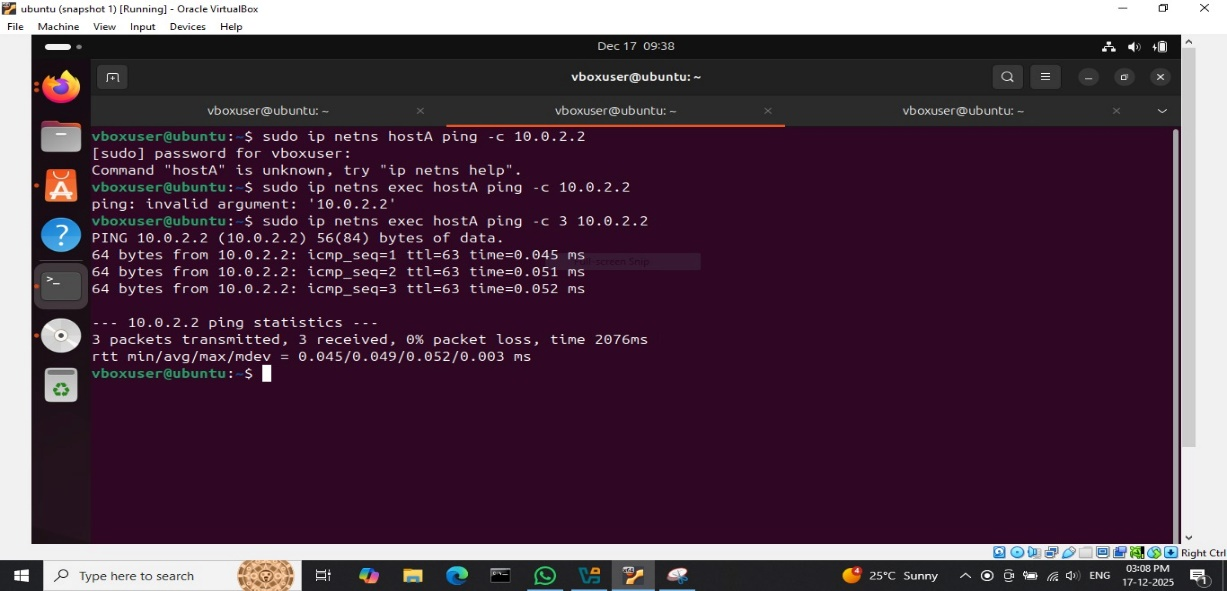 ubuntu (snapshot 1) [Running] - Oracle VirtualBox
File Machine View Input Devices Help
Dec 17 09:38
vboxuser@ubuntu: ~
vboxuser@ubuntu: ~ × vboxuser@ubuntu: ~ × vboxuser@ubuntu: ~ ×
vboxuser@ubuntu:~$ sudo ip netns hostA ping -c 10.0.2.2
[sudo] password for vboxuser:
Command "hostA" is unknown, try "ip netns help".
vboxuser@ubuntu:~$ sudo ip netns exec hostA ping -c 10.0.2.2
ping: invalid argument: '10.0.2.2'
vboxuser@ubuntu:~$ sudo ip netns exec hostA ping -c 3 10.0.2.2
PING 10.0.2.2 (10.0.2.2) 56(84) bytes of data.
64 bytes from 10.0.2.2: icmp_seq=1 ttl=63 time=0.045 ms
64 bytes from 10.0.2.2: icmp_seq=2 ttl=63 time=0.051 ms
64 bytes from 10.0.2.2: icmp_seq=3 ttl=63 time=0.052 ms
--- 10.0.2.2 ping statistics ---
3 packets transmitted, 3 received, 0% packet loss, time 2076ms
rtt min/avg/max/mdev = 0.045/0.049/0.052/0.003 ms
vboxuser@ubuntu:~$
Right Ctrl
Type here to search
25°C Sunny
ENG
03:08 PM
17-12-2025